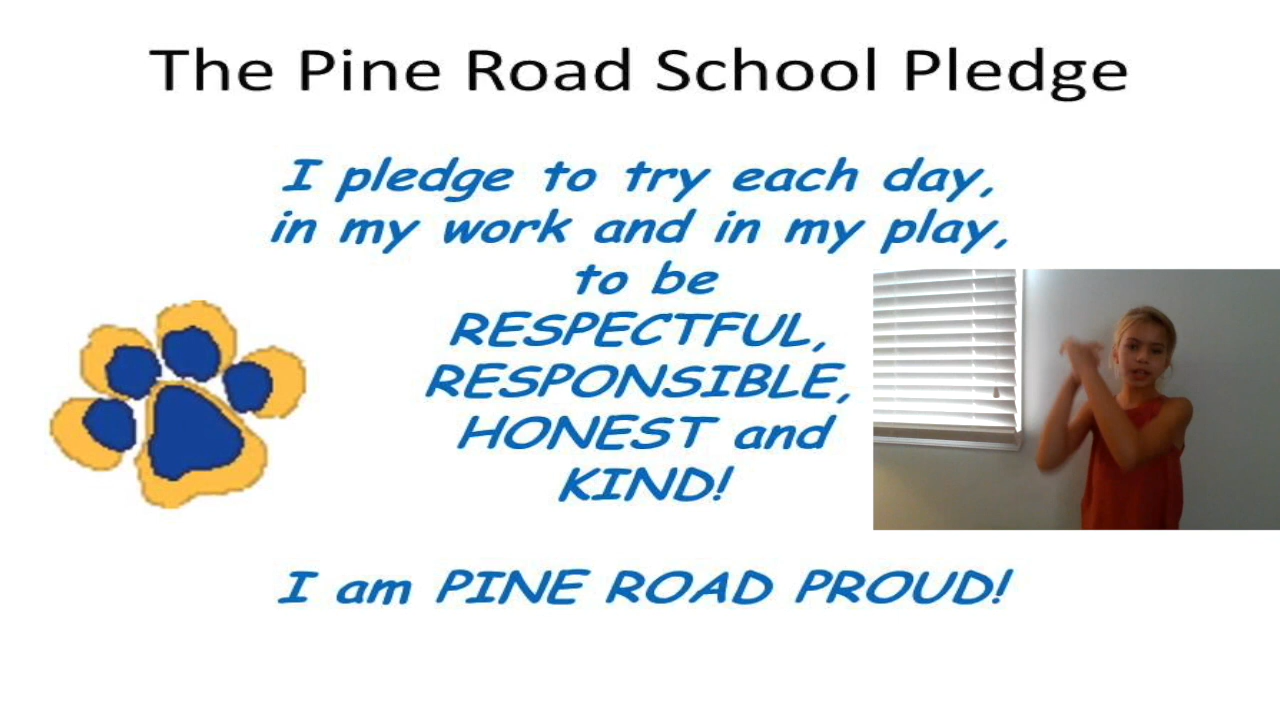 The Pine Road School Pledge
I pledge to try each day,
in my work and in my play,
to be
RESPECTFUL,
RESPONSIBLE,
HONEST and
KIND!
I am PINE ROAD PROUD!